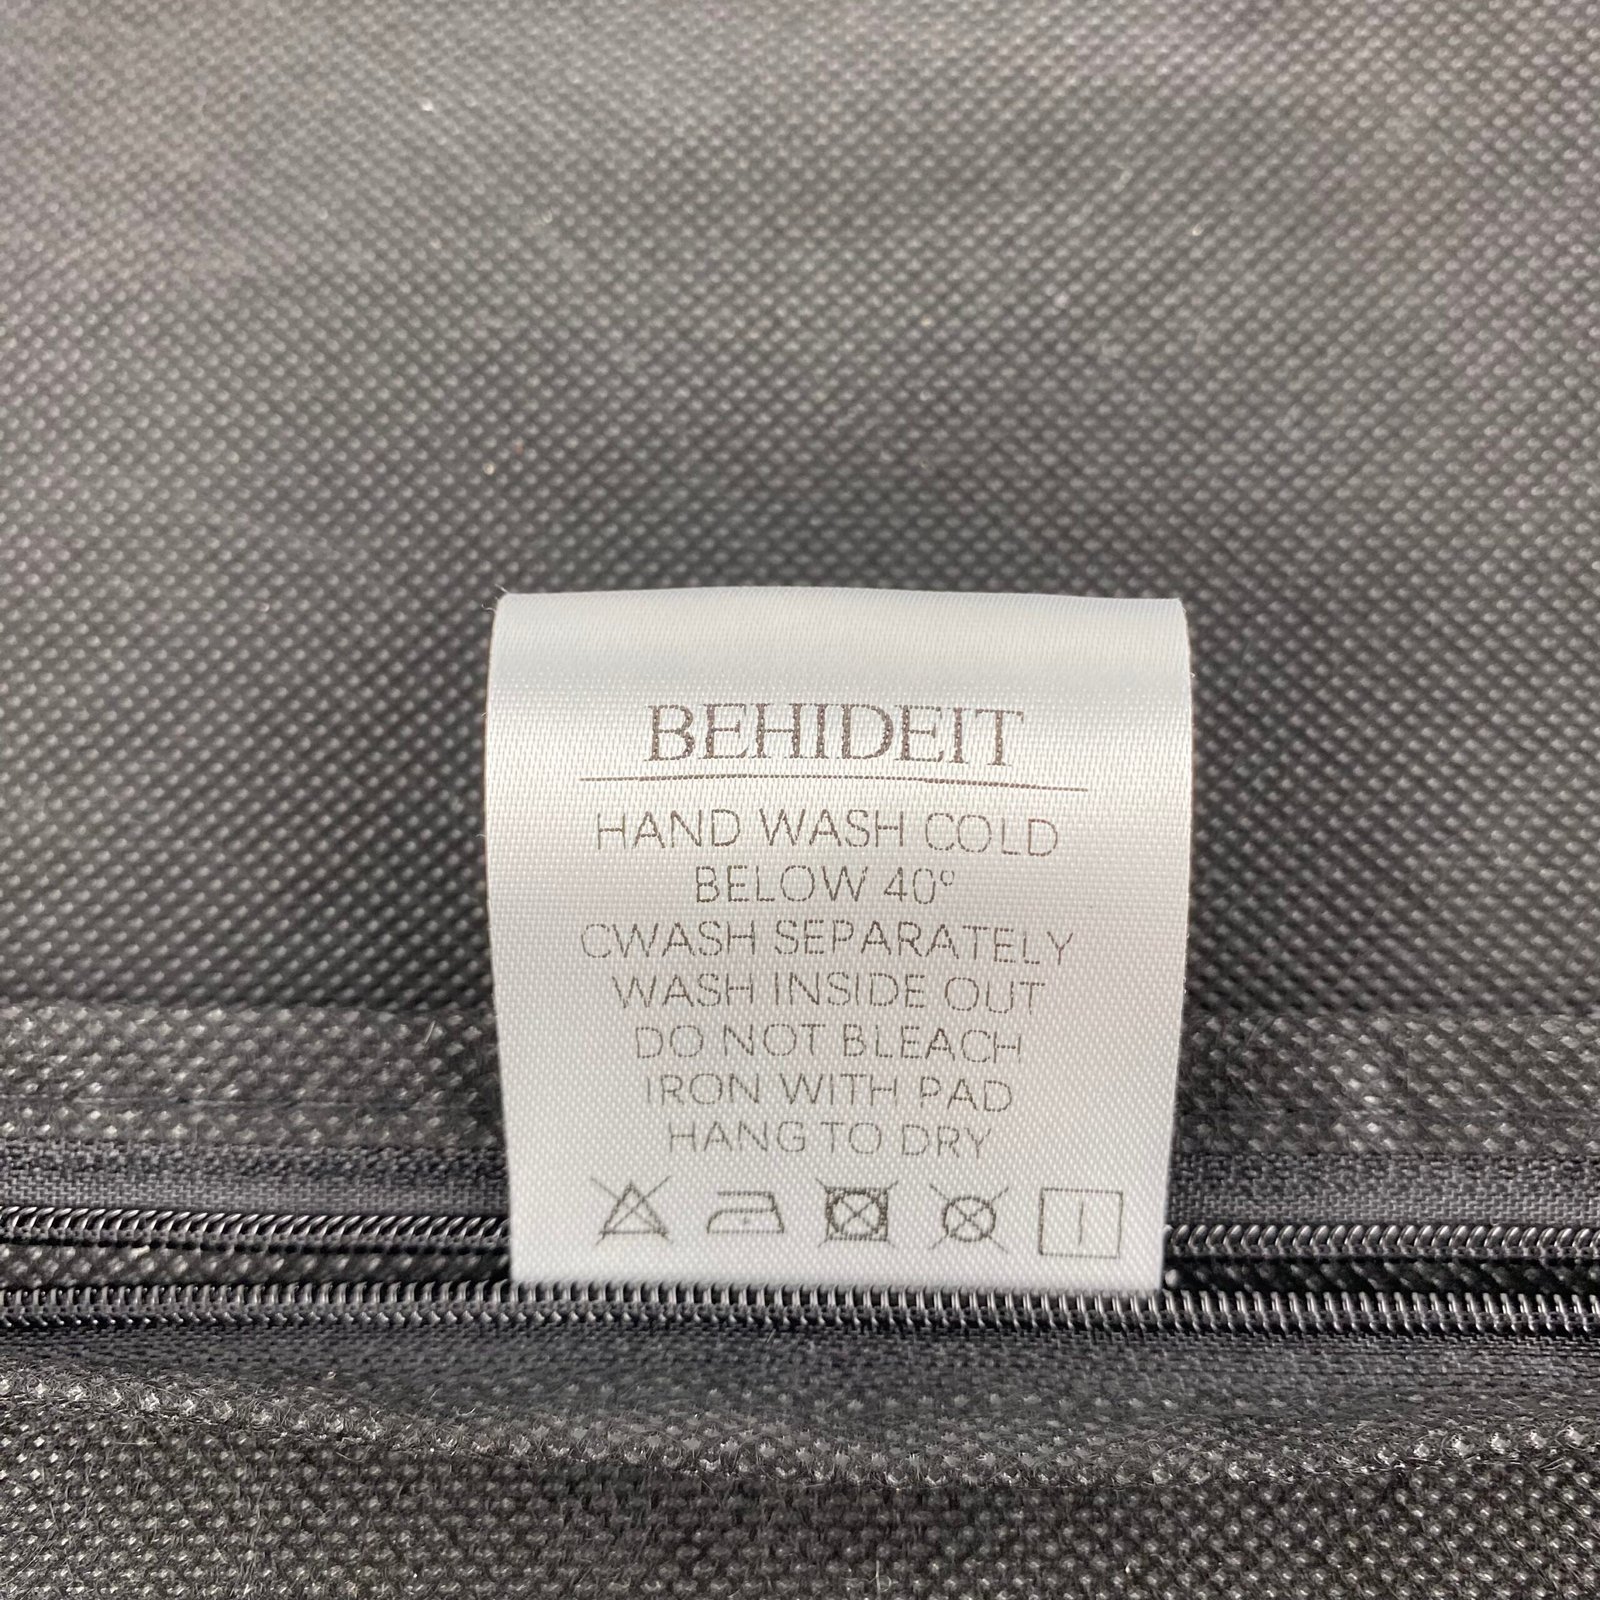 BEHIDEIT
HAND WASH COLD
BELOW 40°
CWASH SEPARATELY
WASH INSIDE OUT
DO NOT BLEACH
IRON WITH PAD
HANG TO DRY